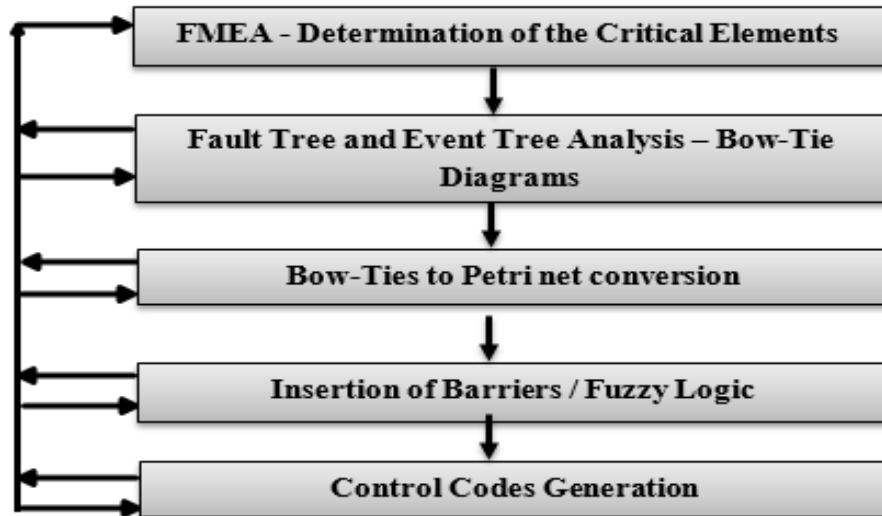 FMEA - Determination of the Critical Elements
Fault Tree and Event Tree Analysis – Bow-Tie
Diagrams
Bow-Ties to Petri net conversion
Insertion of Barriers / Fuzzy Logic
Control Codes Generation